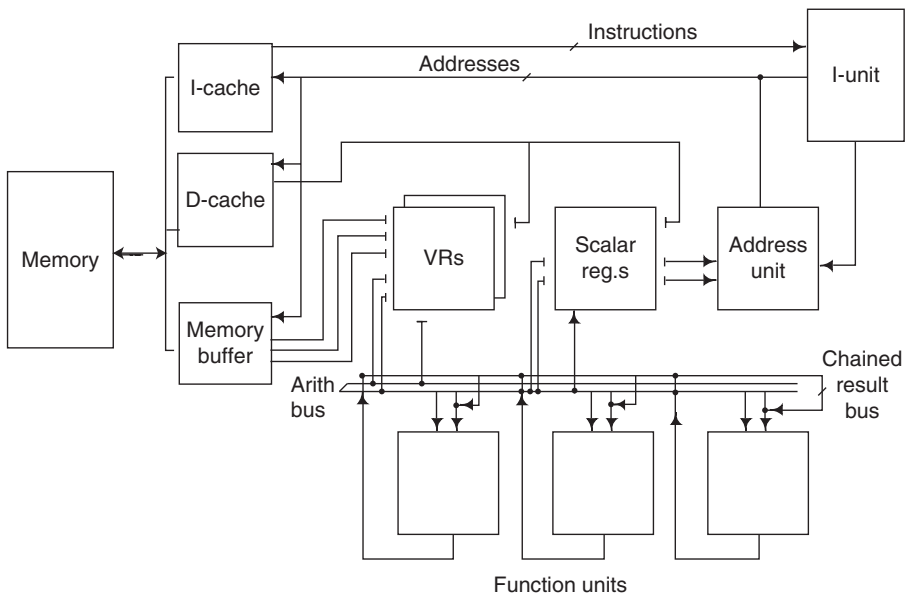 Instructions
Addresses
I-cache
I-unit
D-cache
Memory
VRs
Scalar
reg.s
Address
unit
Memory
buffer
Arith
bus
Chained
result
bus
Function units